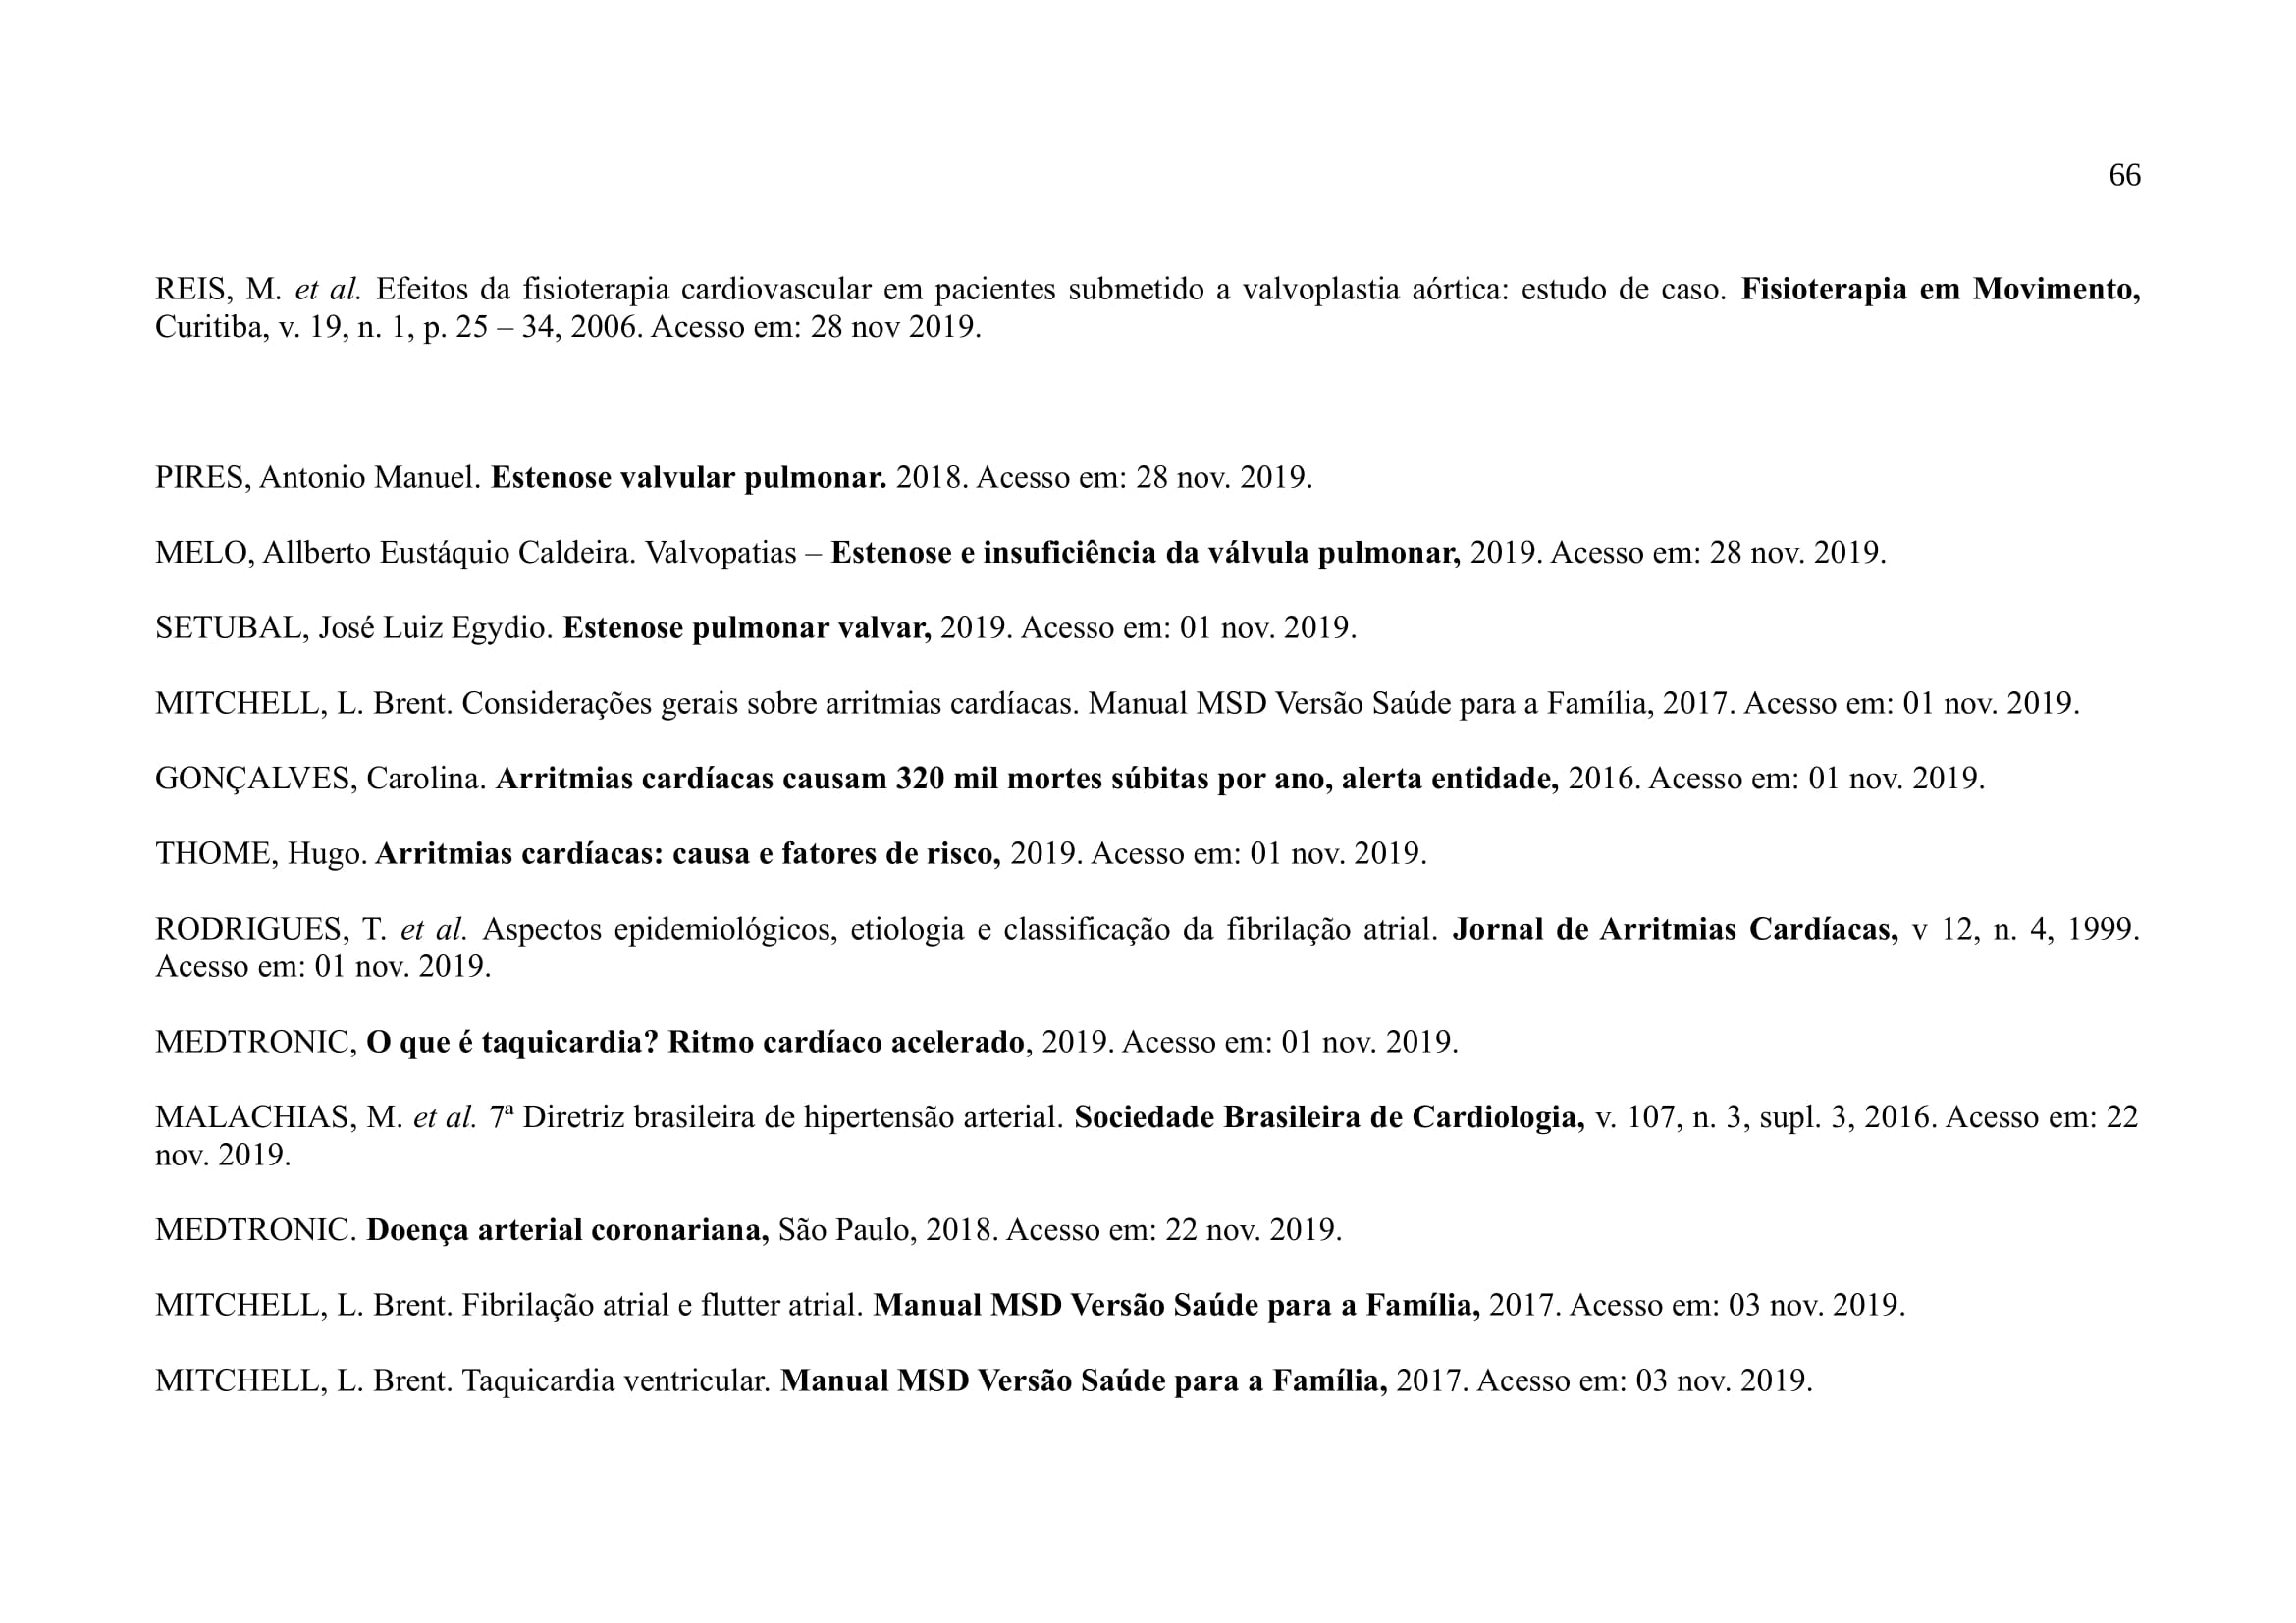 66
REIS, M. et al. Efeitos da fisioterapia cardiovascular em pacientes submetido a valvoplastia aórtica: estudo de caso. Fisioterapia em Movimento,
Curitiba, v. 19, n. 1, p. 25 – 34, 2006. Acesso em: 28 nov 2019.
PIRES, Antonio Manuel. Estenose valvular pulmonar. 2018. Acesso em: 28 nov. 2019.
MELO, Allberto Eustáquio Caldeira. Valvopatias – Estenose e insuficiência da válvula pulmonar, 2019. Acesso em: 28 nov. 2019.
SETUBAL, José Luiz Egydio. Estenose pulmonar valvar, 2019. Acesso em: 01 nov. 2019.
MITCHELL, L. Brent. Considerações gerais sobre arritmias cardíacas. Manual MSD Versão Saúde para a Família, 2017. Acesso em: 01 nov. 2019.
GONÇALVES, Carolina. Arritmias cardíacas causam 320 mil mortes súbitas por ano, alerta entidade, 2016. Acesso em: 01 nov. 2019.
THOME, Hugo. Arritmias cardíacas: causa e fatores de risco, 2019. Acesso em: 01 nov. 2019.
RODRIGUES, T. et al. Aspectos epidemiológicos, etiologia e classificação da fibrilação atrial. Jornal de Arritmias Cardíacas, v 12, n. 4, 1999.
Acesso em: 01 nov. 2019.
MEDTRONIC, O que é taquicardia? Ritmo cardíaco acelerado, 2019. Acesso em: 01 nov. 2019.
MALACHIAS, M. et al. 7ª Diretriz brasileira de hipertensão arterial. Sociedade Brasileira de Cardiologia, v. 107, n. 3, supl. 3, 2016. Acesso em: 22
nov. 2019.
MEDTRONIC. Doença arterial coronariana, São Paulo, 2018. Acesso em: 22 nov. 2019.
MITCHELL, L. Brent. Fibrilação atrial e flutter atrial. Manual MSD Versão Saúde para a Família, 2017. Acesso em: 03 nov. 2019.
MITCHELL, L. Brent. Taquicardia ventricular. Manual MSD Versão Saúde para a Família, 2017. Acesso em: 03 nov. 2019.